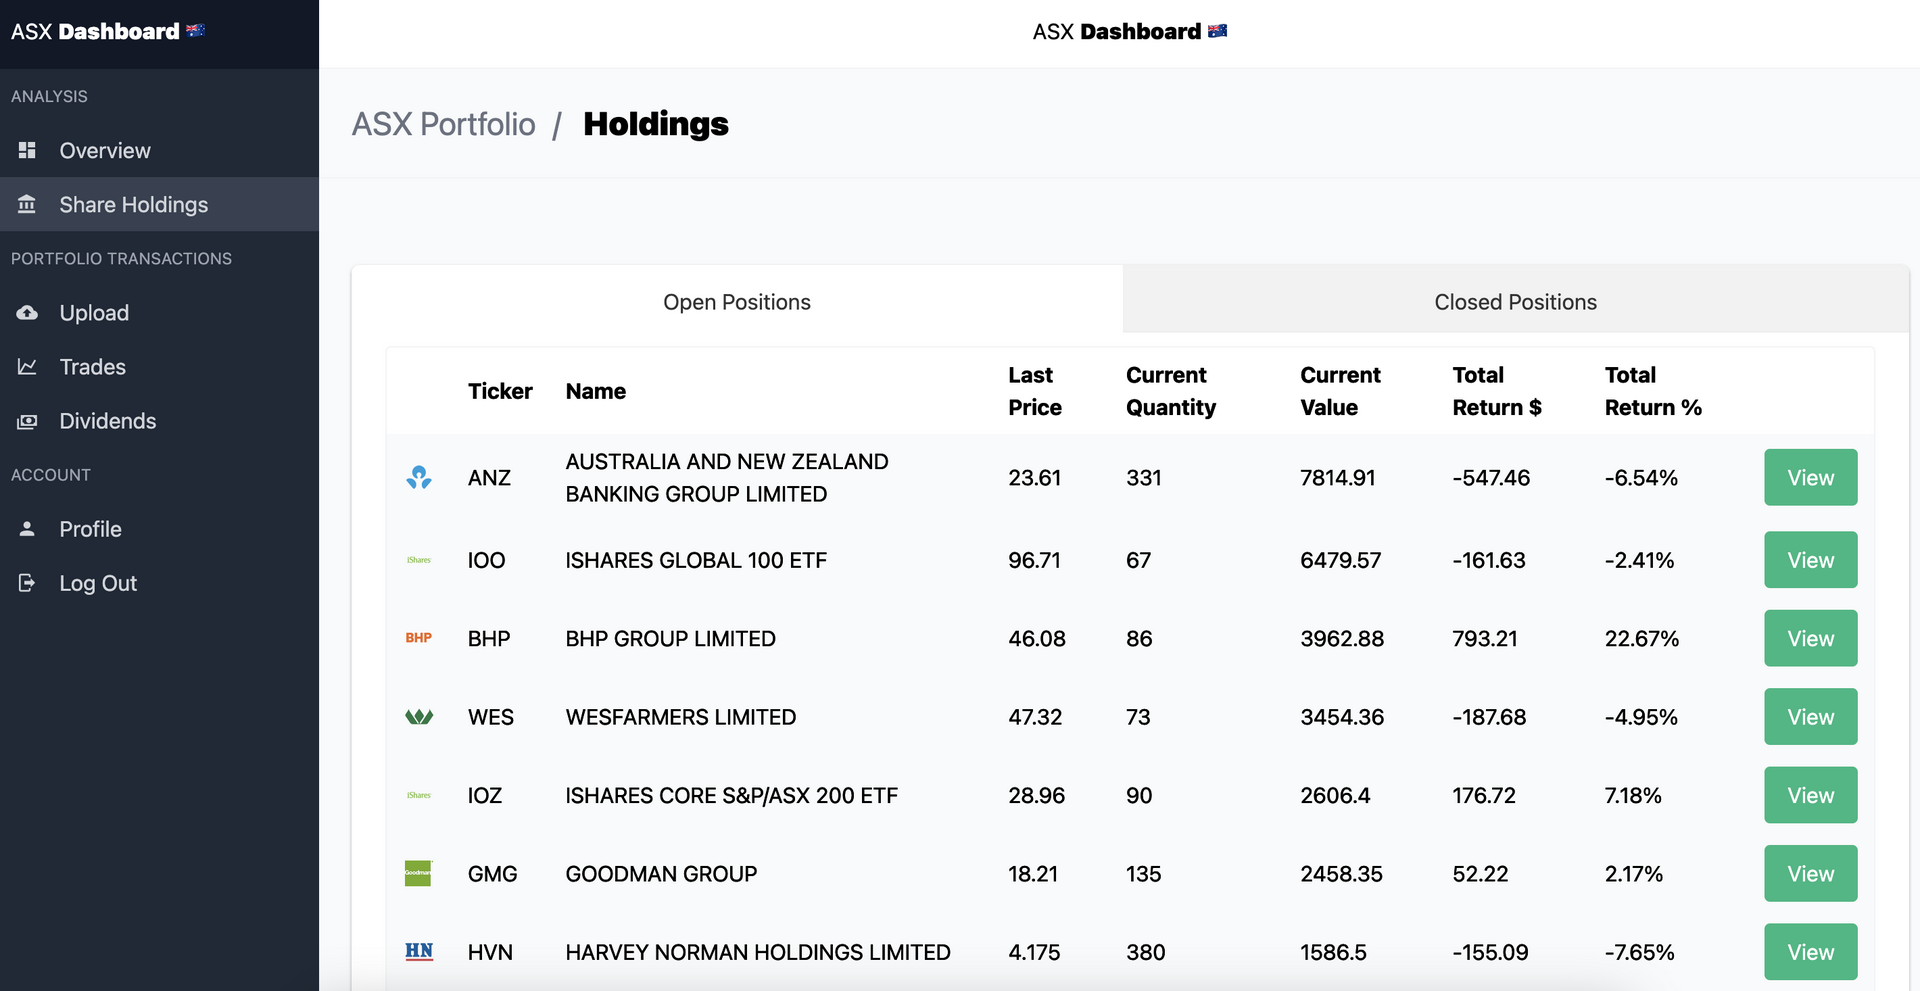 ASX Dashboard
ASX Dashboard
ANALYSIS
Overview
Share Holdings
PORTFOLIO TRANSACTIONS
Upload
Trades
Dividends
ACCOUNT
Profile
Log Out
ASX Portfolio / Holdings
Open Positions Closed Positions
Ticker Name Last Price Current Quantity Current Value Total Return $ Total Return %
ANZ AUSTRALIA AND NEW ZEALAND BANKING GROUP LIMITED 23.61 331 7814.91 -547.46 -6.54% View
iShares IOO ISHARES GLOBAL 100 ETF 96.71 67 6479.57 -161.63 -2.41% View
BHP BHP BHP GROUP LIMITED 46.08 86 3962.88 793.21 22.67% View
WES WESFARMERS LIMITED 47.32 73 3454.36 -187.68 -4.95% View
iShares IOZ ISHARES CORE S&P/ASX 200 ETF 28.96 90 2606.4 176.72 7.18% View
Goodman GMG GOODMAN GROUP 18.21 135 2458.35 52.22 2.17% View
HN HVN HARVEY NORMAN HOLDINGS LIMITED 4.175 380 1586.5 -155.09 -7.65% View